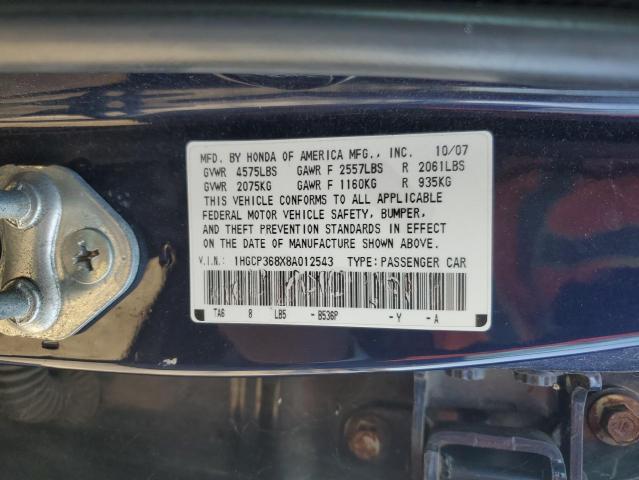 MFD. BY HONDA OF AMERICA MFG., INC. 10/07
GVWR 4575LBS GAWR F 2557LBS R 2061LBS
GVWR 2075KG GAWR F 1160KG R 935KG
THIS VEHICLE CONFORMS TO ALL APPLICABLE
FEDERAL MOTOR VEHICLE SAFETY, BUMPER,
AND THEFT PREVENTION STANDARDS IN EFFECT
ON THE DATE OF MANUFACTURE SHOWN ABOVE.
V.I.N.: 1HGCP368X8A012543 TYPE: PASSENGER CAR
TA6 8 LB5 - B536P - Y - A